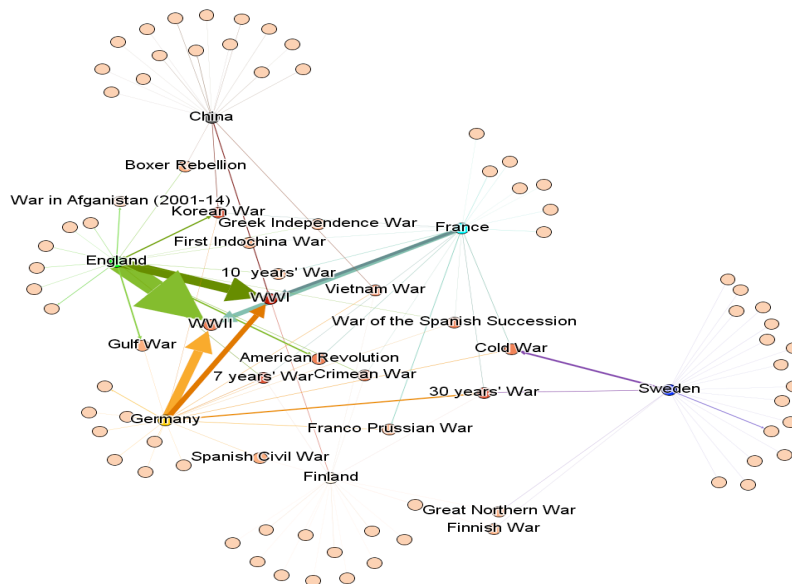 China
Boxer Rebellion
War in Afganistan (2001-14)
Korean War
Greek Independence War
France
First Indochina War
England
10 years' War
Vietnam War
WWI
WWII
War of the Spanish Succession
Gulf War
Cold War
American Revolution
7 years' War
Crimean War
30 years' War
Sweden
Germany
Franco Prussian War
Spanish Civil War
Finland
Great Northern War
Finnish War